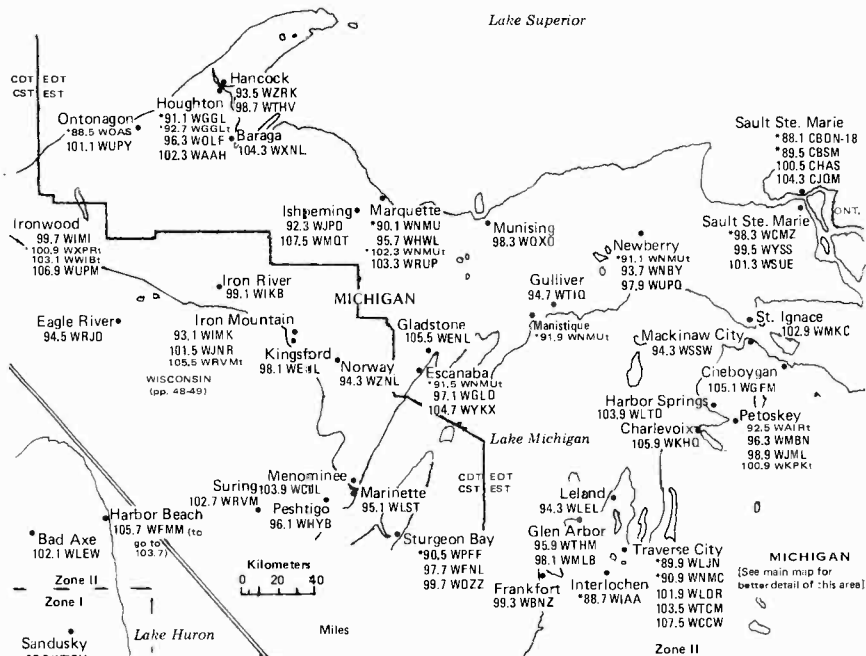 Lake Superior
CDT EDT
CST EST
Hancock
93.5 WZRK
98.7 WTHV
Houghton
*91.1 WGGL
*92.7 WGGLt
96.3 WOLF
102.3 WAAH
Ontonagon
*88.5 WOAS
101.1 WUPY
Baraga
104.3 WXNL
Sault Ste. Marie
*88.1 CBON-18
*89.5 CBSM
100.5 CHAS
104.3 CJQM
ONT.
Sault Ste. Marie
*98.3 WCMZ
99.5 WYSS
101.3 WSUE
Ironwood
99.7 WIMI
*100.9 WXPRt
103.1 WWIBt
106.9 WUPM
Ishpeming
92.3 WJPD
107.5 WMQT
Marquette
*90.1 WNMU
95.7 WHWL
*102.3 WNMUt
103.3 WRUP
Munising
98.3 WQXO
Newberry
*91.1 WNMUt
93.7 WNBY
97.9 WUPQ
Iron River
99.1 WIKB
MICHIGAN
Gulliver
94.7 WTIQ
Manistique
*91.9 WNMUt
St. Ignace
102.9 WMKC
Eagle River
94.5 WRJO
Iron Mountain
93.1 WIMK
101.5 WJNR
105.5 WRVMt
Kingsford
98.1
Norway
94.3 WZNL
Gladstone
105.5 WENL
Escanaba
*91.5 WNMUt
97.1 WGLQ
104.7 WYKX
Mackinaw City
94.3 WSSW
Cheboygan
105.1 WGFM
WISCONSIN
(pp. 48-49)
Harbor Springs
103.9 WLTO
Charlevoix
105.9 WKHQ
Petoskey
92.5 WAIRt
96.3 WMBN
98.9 WJML
100.9 WKPKt
Lake Michigan
CDT EDT
CST EST
Menominee
103.9
Suring
102.7 WRVM
Peshtigo
96.1 WHYB
Marinette
95.1 WLST
Leland
94.3 WLEL
Harbor Beach
105.7 WFMM (to
go to
103.7)
Bad Axe
102.1 WLEW
Sturgeon Bay
*90.5 WPFF
97.7 WFNL
99.7 WDZZ
Glen Arbor
95.9 WTHM
98.1 WMLB
Frankfort
99.3 WBNZ
Interlochen
*88.7 WIAA
Traverse City
*89.9 WLJN
*90.9 WNMC
101.9 WLDR
103.5 WTCM
107.5 WCCW
MICHIGAN
[See main map for
better detail of this area]
Kilometers
0 10 20 40
Miles
Zone II
Zone I
Lake Huron
Sandusky
Zone II